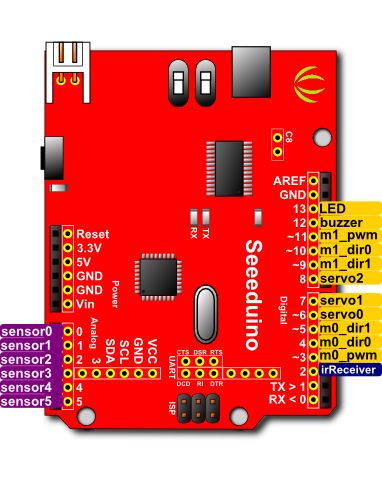 C8
AREF
GND
13 LED
12 buzzer
~11 m1_pwm
~10 m1_dir0
~9 m1_dir1
8 servo2
RX TX
Seeeduino
Reset
3.3V
5V
GND
GND
Vin
Power
Digital
7 servo1
~6 servo0
~5 m0_dir1
4 m0_dir0
~3 m0_pwm
2 irReceiver
TX > 1
RX < 0
Analog
sensor0 0
sensor1 1
sensor2 2
sensor3 3
sensor4 4
sensor5 5
3 SDA SCL GND VCC
UART
CTS DSR RTS
DCD RI DTR
ISP